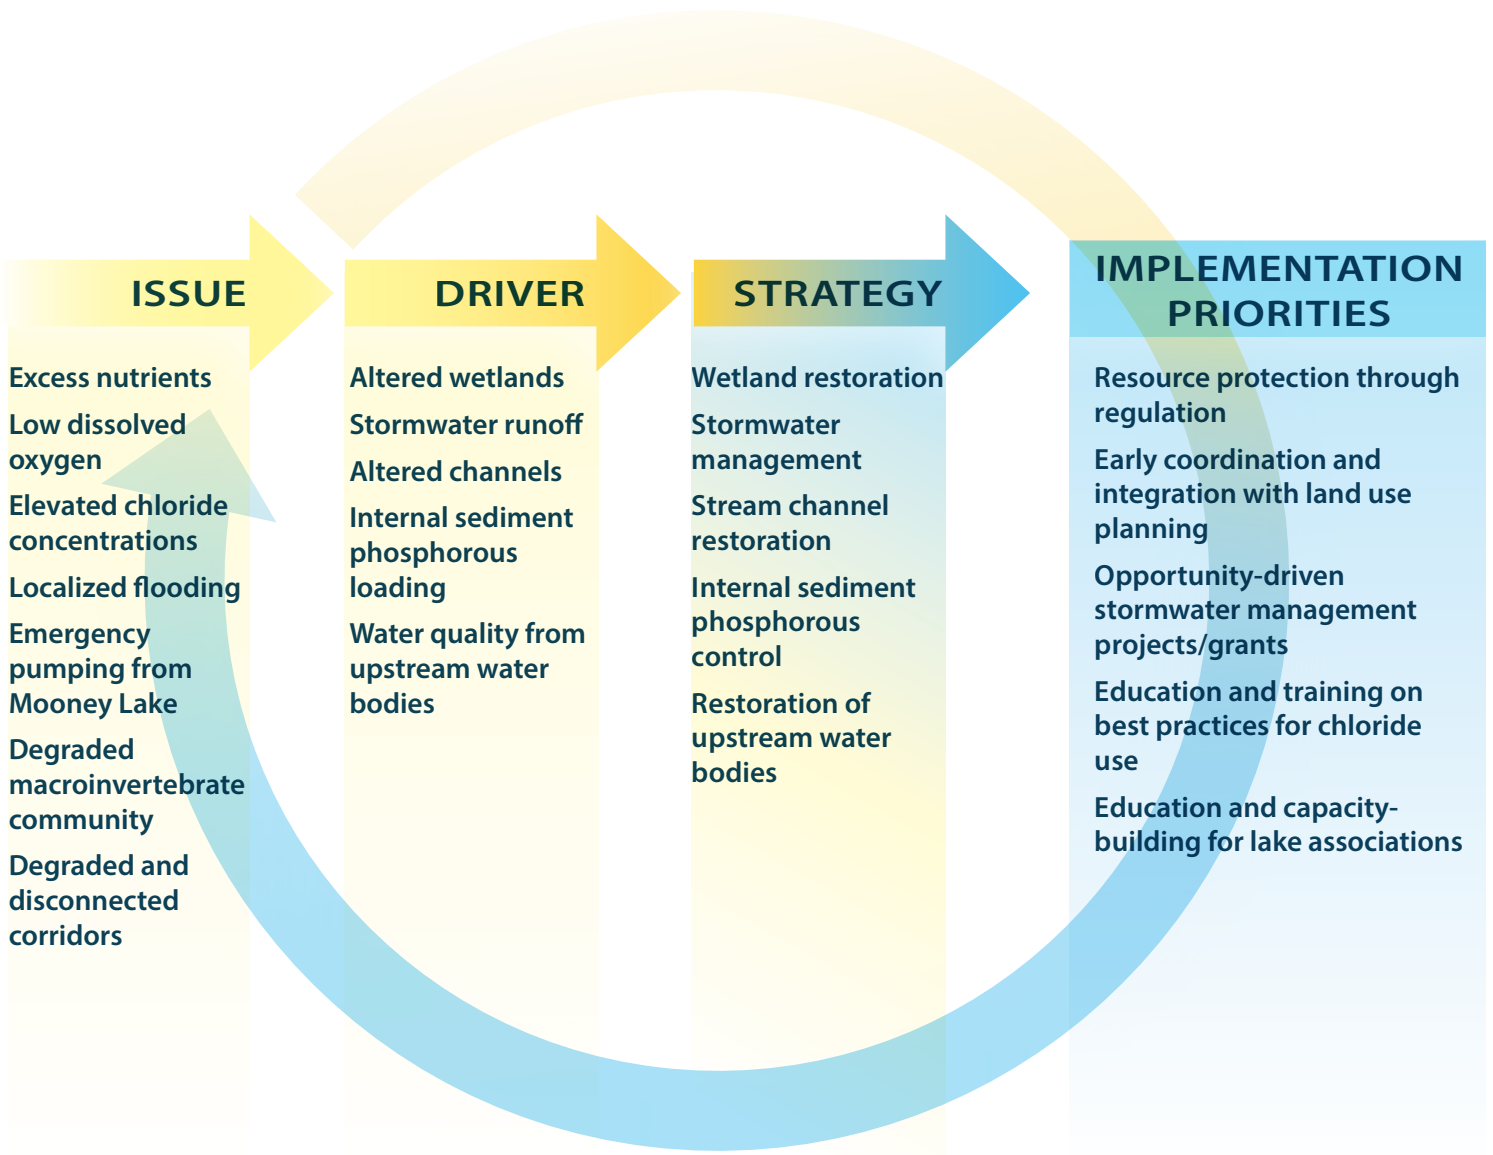 ISSUE
Excess nutrients
Low dissolved
oxygen
Elevated chloride
concentrations
Localized flooding
Emergency
pumping from
Mooney Lake
Degraded
macroinvertebrate
community
Degraded and
disconnected
corridors
DRIVER
Altered wetlands
Stormwater runoff
Altered channels
Internal sediment
phosphorous
loading
Water quality from
upstream water
bodies
STRATEGY
Wetland restoration
Stormwater
management
Stream channel
restoration
Internal sediment
phosphorous
control
Restoration of
upstream water
bodies
IMPLEMENTATION
PRIORITIES
Resource protection through
regulation
Early coordination and
integration with land use
planning
Opportunity-driven
stormwater management
projects/grants
Education and training on
best practices for chloride
use
Education and capacity-
building for lake associations